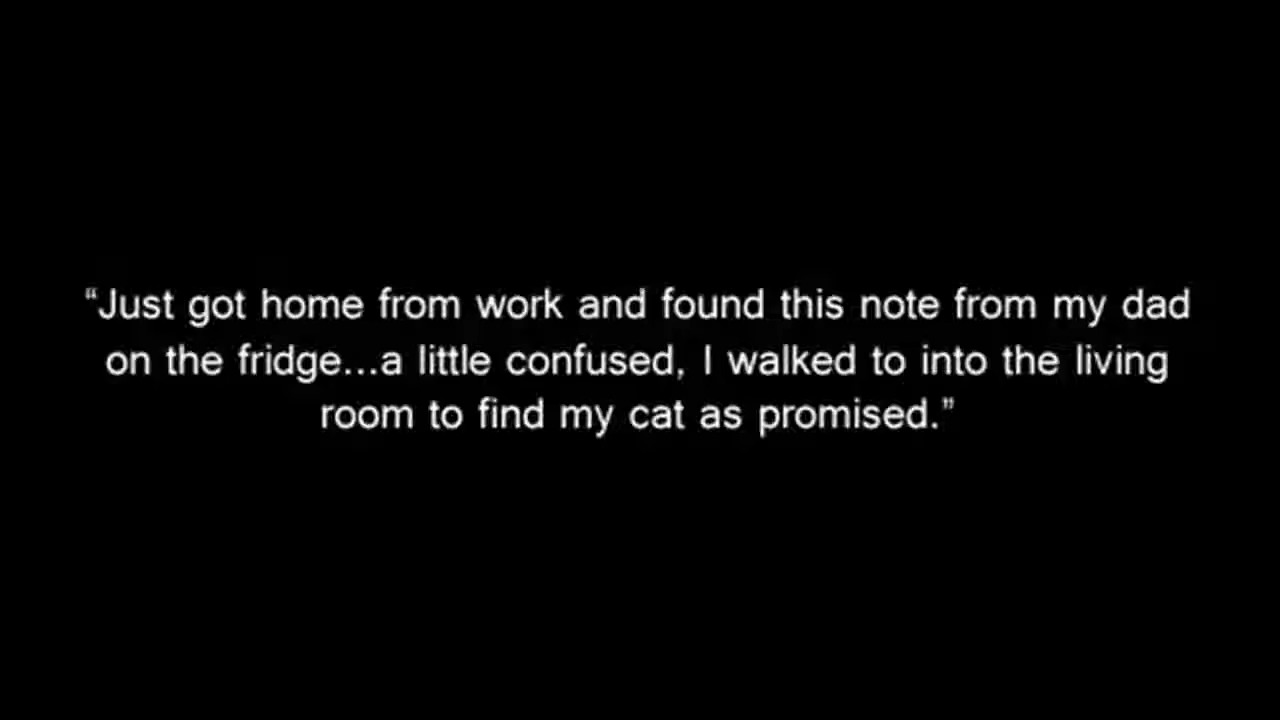 “Just got home from work and found this note from my dad
on the fridge...a little confused, I walked to into the living
room to find my cat as promised.”